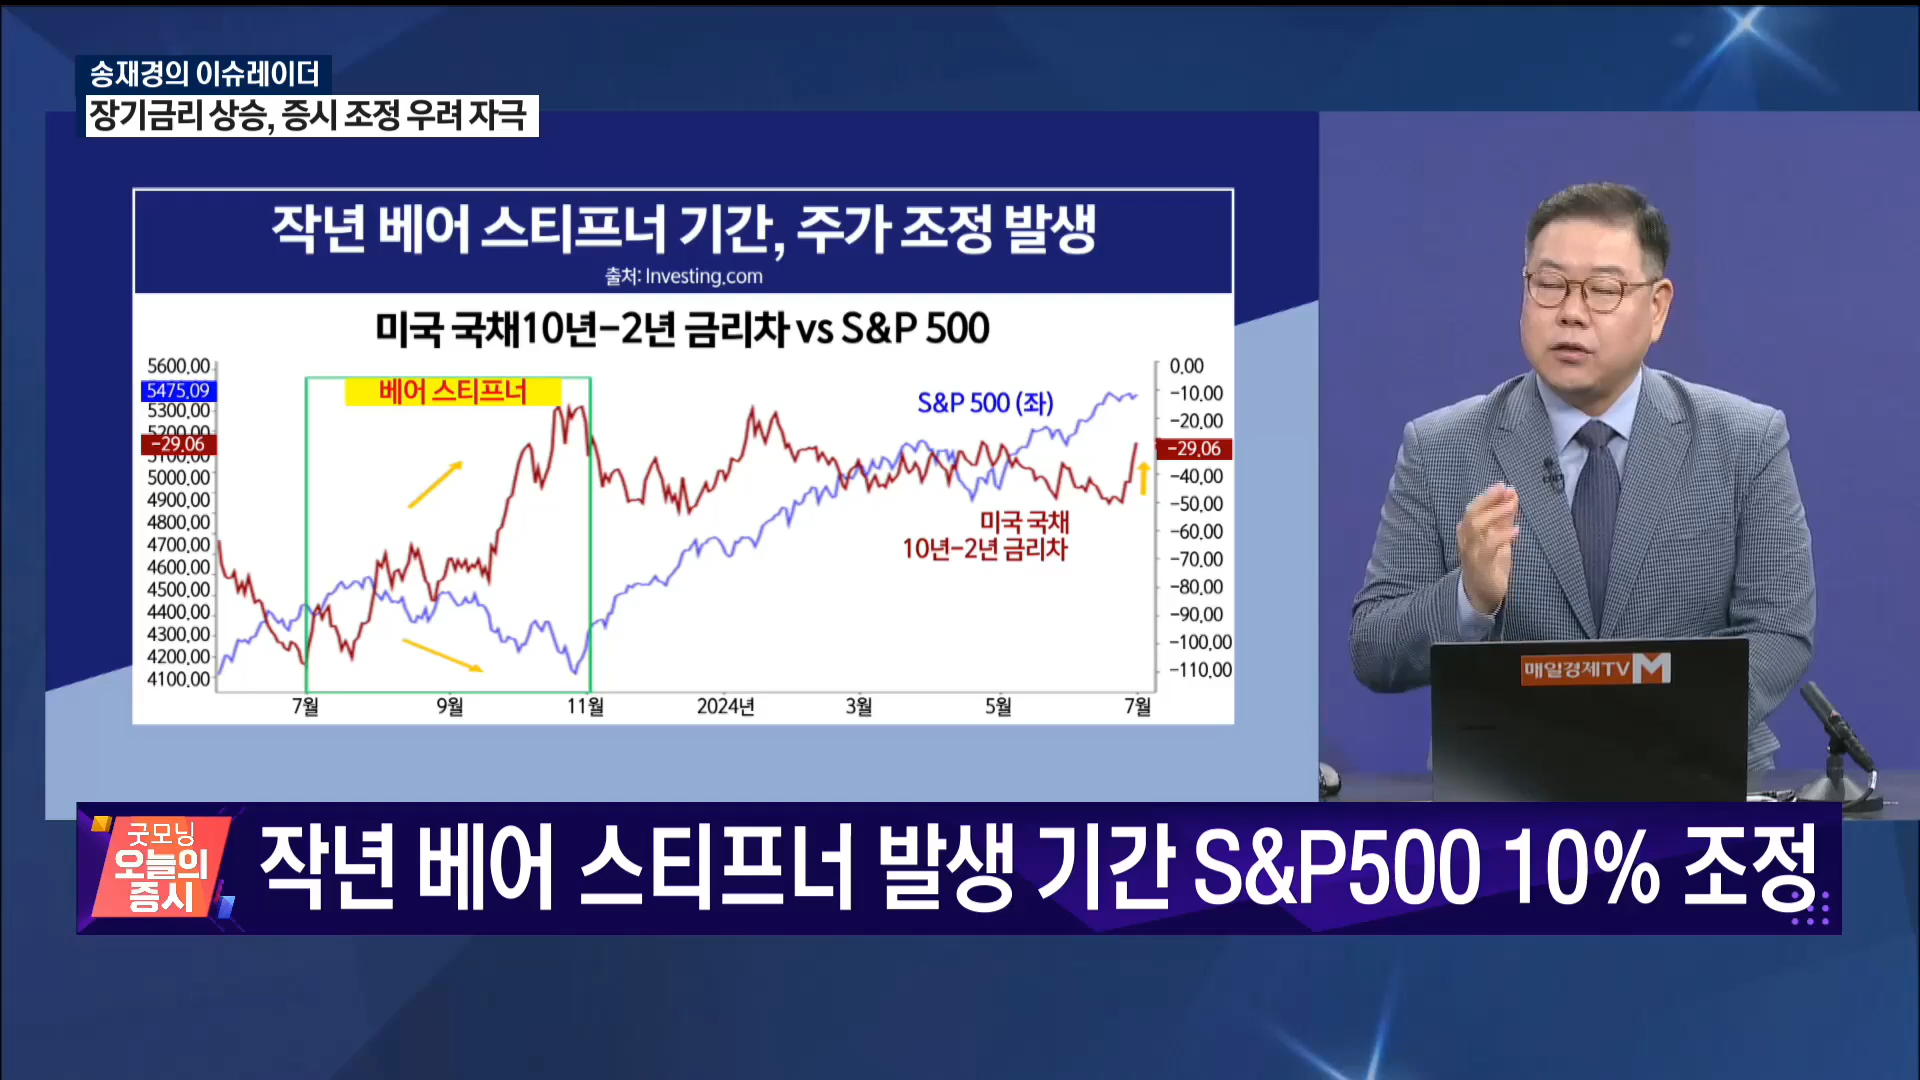 송재경의 이슈레이더
장기금리 상승, 증시 조정 우려 자극
작년 베어 스티프너 기간, 주가 조정 발생
출처: Investing.com
미국 국채10년-2년 금리차 vs S&P 500
5600.00
5475.09
5300.00
5200.00
-29.06
5100.00
5000.00
4900.00
4800.00
4700.00
4600.00
4500.00
4400.00
4300.00
4200.00
4100.00
베어 스티프너
S&P 500 (좌)
미국 국채
10년-2년 금리차
0.00
-10.00
-20.00
-29.06
-40.00
-50.00
-60.00
-70.00
-80.00
-90.00
-100.00
-110.00
7월
9월
11월
2024년
3월
5월
7월
매일경제TV M
굿모닝
오늘의
증시
작년 베어 스티프너 발생 기간 S&P500 10% 조정